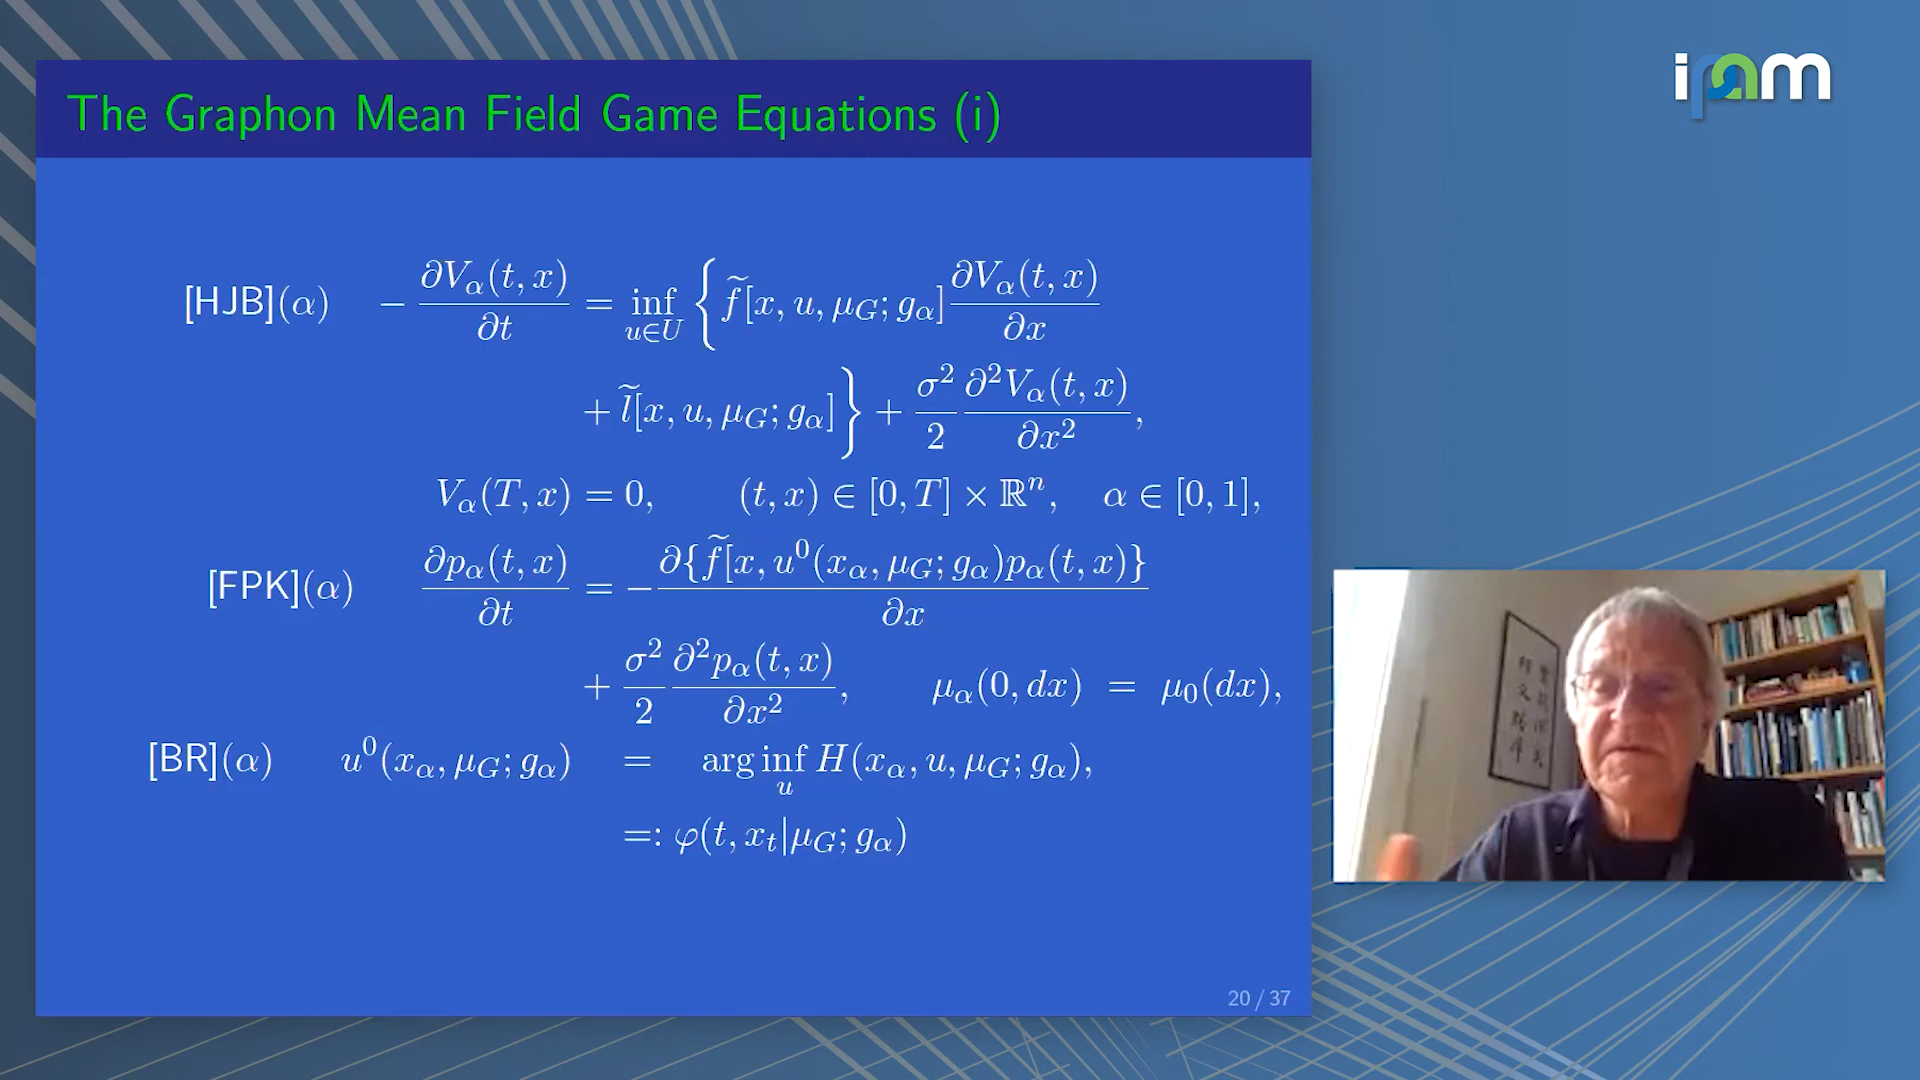 ipam
The Graphon Mean Field Game Equations (i)
[HJB](α) − ∂V_α(t, x)/∂t = inf_{u∈U} { f̃[x, u, μ_G; g_α] ∂V_α(t, x)/∂x
+ l̃[x, u, μ_G; g_α] } + σ²/2 ∂²V_α(t, x)/∂x²,
V_α(T, x) = 0, (t, x) ∈ [0, T] × ℝⁿ, α ∈ [0, 1],
[FPK](α) ∂p_α(t, x)/∂t = − ∂{f̃[x, u⁰(x_α, μ_G; g_α)p_α(t, x)}/∂x
+ σ²/2 ∂²p_α(t, x)/∂x², μ_α(0, dx) = μ_0(dx),
[BR](α) u⁰(x_α, μ_G; g_α) = arg inf_u H(x_α, u, μ_G; g_α),
=: φ(t, x_t|μ_G; g_α)
20 / 37